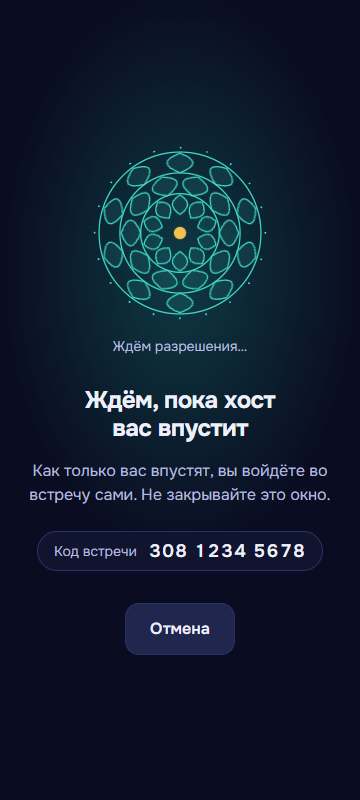 Ждём разрешения...
Ждём, пока хост
вас впустит
Как только вас впустят, вы войдёте во
встречу сами. Не закрывайте это окно.
Код встречи 308 1234 5678
Отмена